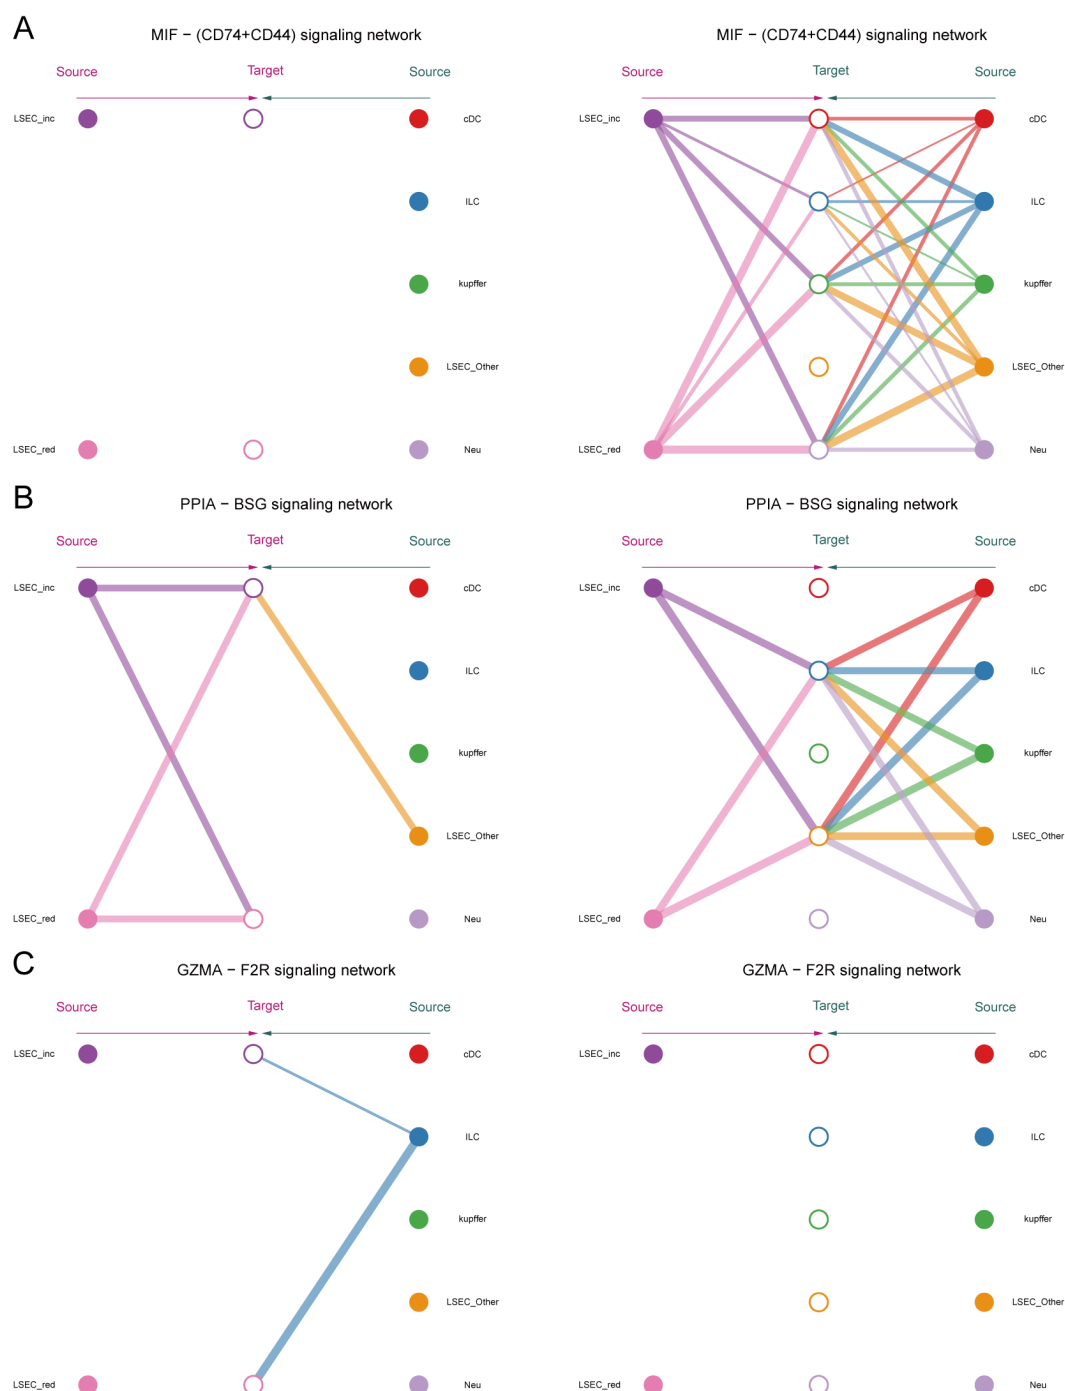 A
MIF − (CD74+CD44) signaling network
MIF − (CD74+CD44) signaling network
Source Target Source
Source Target Source
LSEC_inc cDC
LSEC_inc cDC
ILC
ILC
kupffer
kupffer
LSEC_Other
LSEC_Other
LSEC_red Neu
LSEC_red Neu
B
PPIA − BSG signaling network
PPIA − BSG signaling network
Source Target Source
Source Target Source
LSEC_inc cDC
LSEC_inc cDC
ILC
ILC
kupffer
kupffer
LSEC_Other
LSEC_Other
LSEC_red Neu
LSEC_red Neu
C
GZMA − F2R signaling network
GZMA − F2R signaling network
Source Target Source
Source Target Source
LSEC_inc cDC
LSEC_inc cDC
ILC
ILC
kupffer
kupffer
LSEC_Other
LSEC_Other
LSEC_red Neu
LSEC_red Neu